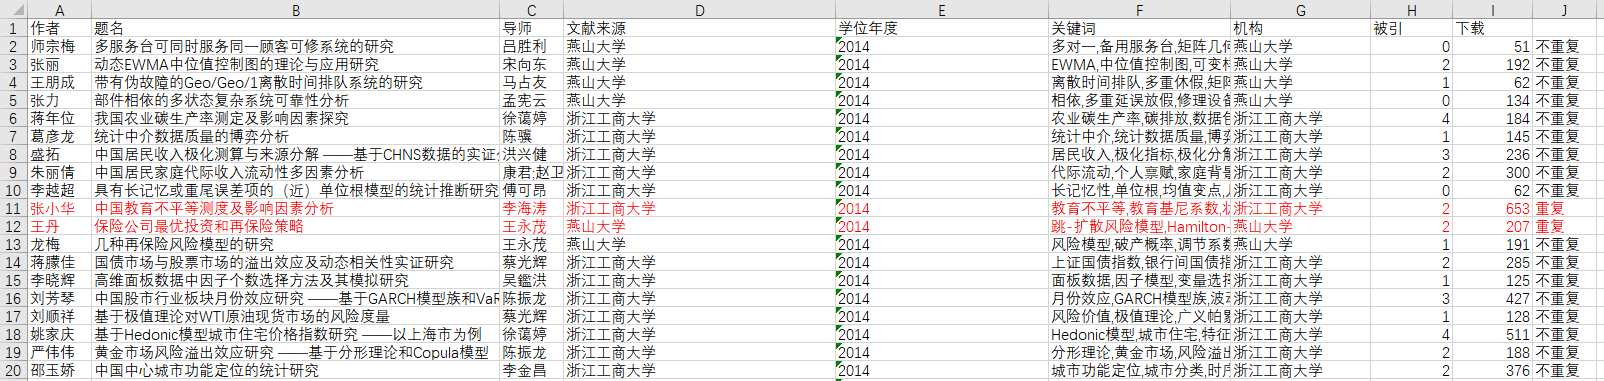 A B C D E F G H I J
1 作者 题名 导师 文献来源 学位年度 关键词 机构 被引 下载
2 师宗梅 多服务台可同时服务同一顾客可修系统的研究 吕胜利 燕山大学 2014 多对一,备用服务台,矩阵几何 燕山大学 0 51 不重复
3 张丽 动态EWMA中位值控制图的理论与应用研究 宋向东 燕山大学 2014 EWMA,中位值控制图,可变样 燕山大学 2 192 不重复
4 王朋成 带有伪故障的Geo/Geo/1离散时间排队系统的研究 马占友 燕山大学 2014 离散时间排队,多重休假,矩阵 燕山大学 1 62 不重复
5 张力 部件相依的多状态复杂系统可靠性分析 孟宪云 燕山大学 2014 相依,多重延误放假,修理设备 燕山大学 0 134 不重复
6 蒋年位 我国农业碳生产率测定及影响因素探究 徐蔼婷 浙江工商大学 2014 农业碳生产率,碳排放,数据包 浙江工商大学 4 184 不重复
7 葛彦龙 统计中介数据质量的博弈分析 陈骥 浙江工商大学 2014 统计中介,统计数据质量,博弈 浙江工商大学 1 145 不重复
8 盛拓 中国居民收入极化测算与来源分解 ——基于CHNS数据的实证 洪兴健 浙江工商大学 2014 居民收入,极化指标,极化分解 浙江工商大学 3 236 不重复
9 朱丽倩 中国居民家庭代际收入流动性多因素分析 康君;赵卫 浙江工商大学 2014 代际流动,个人禀赋,家庭背景 浙江工商大学 2 300 不重复
10 李越超 具有长记忆或重尾误差项的（近）单位根模型的统计推断研究 傅可昂 浙江工商大学 2014 长记忆性,单位根,均值变点, 浙江工商大学 0 62 不重复
11 张小华 中国教育不平等测度及影响因素分析 李海涛 浙江工商大学 2014 教育不平等,教育基尼系数, 浙江工商大学 2 653 重复
12 王丹 保险公司最优投资和再保险策略 王永茂 燕山大学 2014 跳-扩散风险模型,Hamilton- 燕山大学 2 207 重复
13 龙梅 几种再保险风险模型的研究 王永茂 燕山大学 2014 风险模型,破产概率,调节系数 燕山大学 1 191 不重复
14 蒋朦佳 国债市场与股票市场的溢出效应及动态相关性实证研究 蔡光辉 浙江工商大学 2014 上证国债指数,银行间国债指 浙江工商大学 2 285 不重复
15 李晓辉 高维面板数据中因子个数选择方法及其模拟研究 吴鑑洪 浙江工商大学 2014 面板数据,因子模型,变量选择 浙江工商大学 1 125 不重复
16 刘芳琴 中国股市行业板块月份效应研究 ——基于GARCH模型族和VaR 陈振龙 浙江工商大学 2014 月份效应,GARCH模型族,波动 浙江工商大学 3 427 不重复
17 刘顺祥 基于极值理论对WTI原油现货市场的风险度量 蔡光辉 浙江工商大学 2014 风险价值,极值理论,广义帕累 浙江工商大学 1 128 不重复
18 姚家庆 基于Hedonic模型城市住宅价格指数研究 ——以上海市为例 徐蔼婷 浙江工商大学 2014 Hedonic模型,城市住宅,特征 浙江工商大学 4 511 不重复
19 严伟伟 黄金市场风险溢出效应研究 ——基于分形理论和Copula模型 陈振龙 浙江工商大学 2014 分形理论,黄金市场,风险溢出 浙江工商大学 2 188 不重复
20 邵玉娇 中国中心城市功能定位的统计研究 李金昌 浙江工商大学 2014 城市功能定位,城市分类,时序 浙江工商大学 2 376 不重复